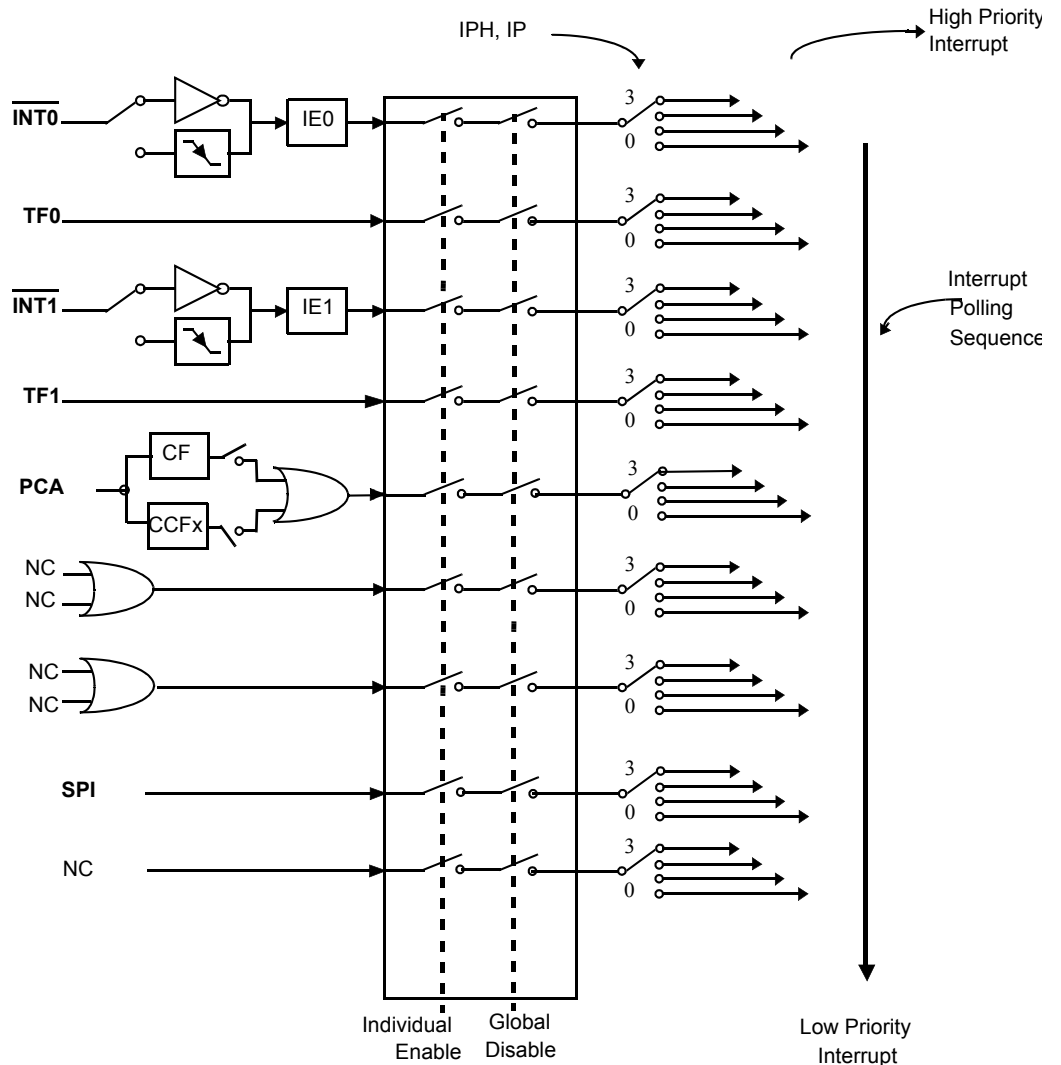 IPH, IP
High Priority
Interrupt
INT0
IE0
3
0
TF0
3
0
INT1
IE1
3
0
Interrupt
Polling
Sequence
TF1
3
0
PCA
CF
CCFx
3
0
NC
NC
3
0
NC
NC
3
0
SPI
3
0
NC
3
0
Individual
Enable
Global
Disable
Low Priority
Interrupt